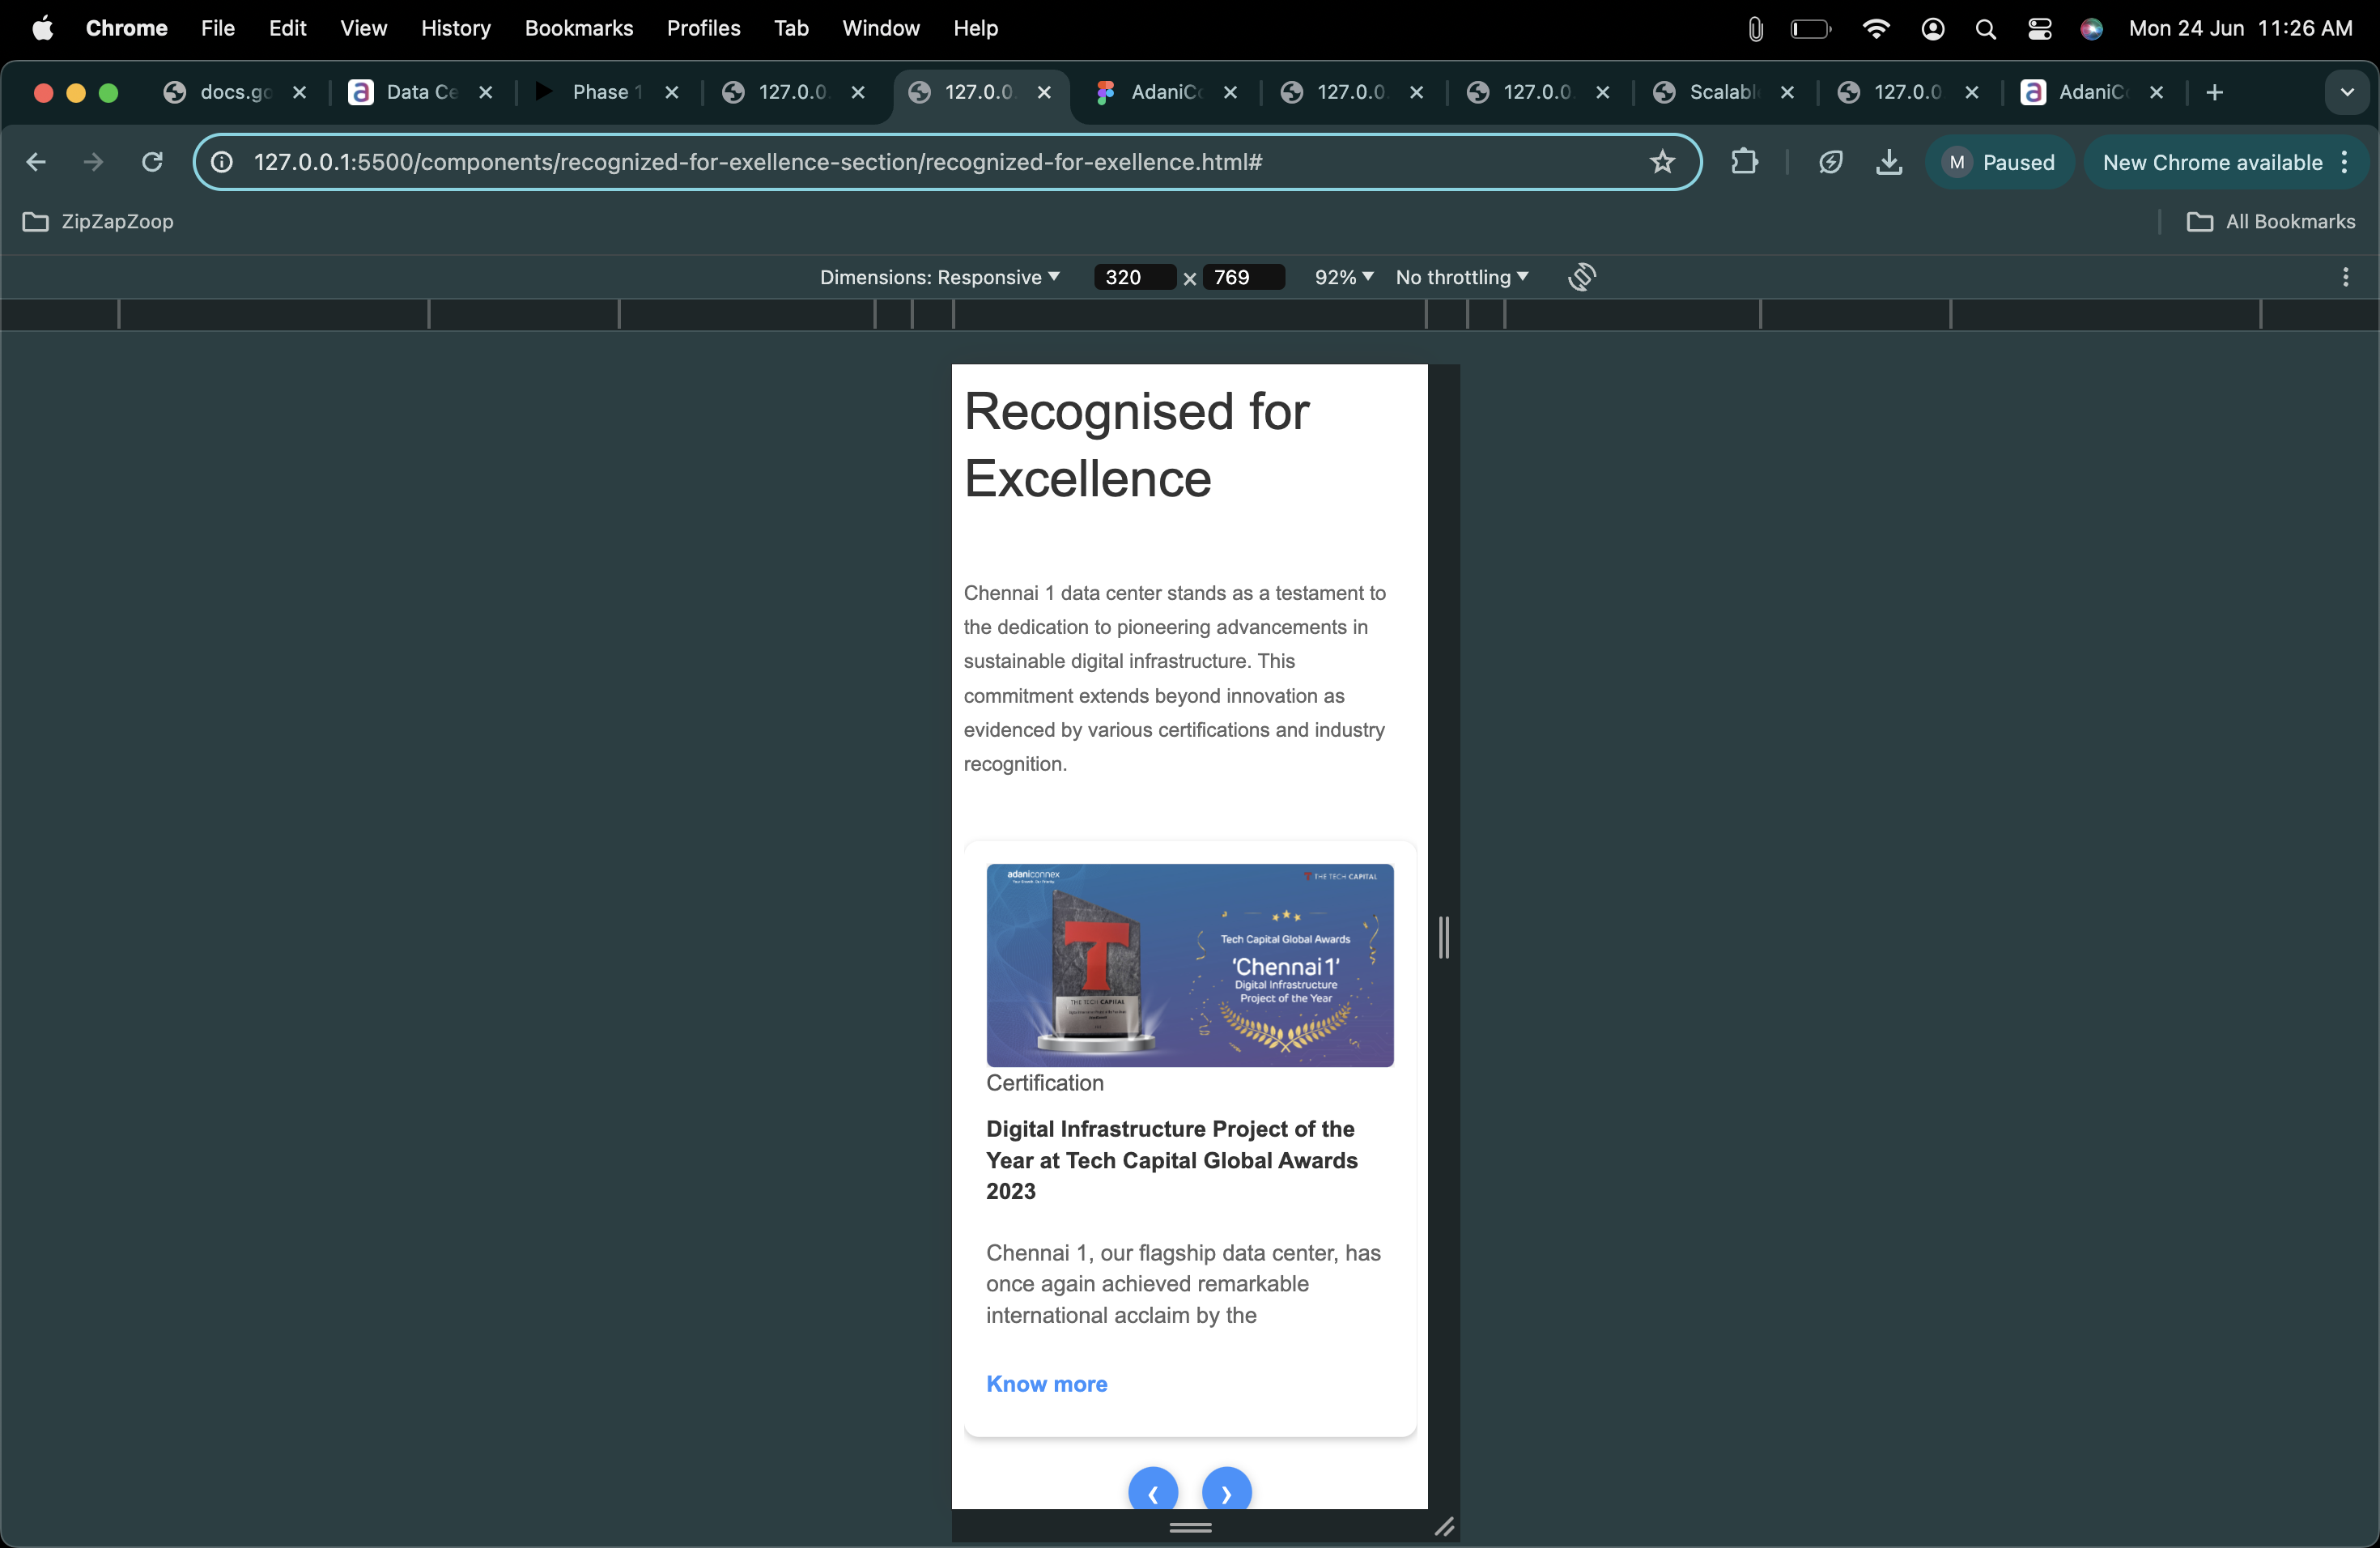 Chrome File Edit View History Bookmarks Profiles Tab Window Help Mon 24 Jun 11:26 AM
docs.go Data Ce Phase 1 127.0.0. 127.0.0. AdaniCo 127.0.0. 127.0.0. Scalabl 127.0.0 AdaniCo
127.0.0.1:5500/components/recognized-for-exellence-section/recognized-for-exellence.html# M Paused New Chrome available
ZipZapZoop All Bookmarks
Dimensions: Responsive 320 × 769 92% No throttling
Recognised for
Excellence
Chennai 1 data center stands as a testament to
the dedication to pioneering advancements in
sustainable digital infrastructure. This
commitment extends beyond innovation as
evidenced by various certifications and industry
recognition.
adaniconnex THE TECH CAPITAL
Tech Capital Global Awards
'Chennai 1'
Digital Infrastructure
Project of the Year
T
THE TECH CAPITAL
Certification
Digital Infrastructure Project of the
Year at Tech Capital Global Awards
2023
Chennai 1, our flagship data center, has
once again achieved remarkable
international acclaim by the
Know more